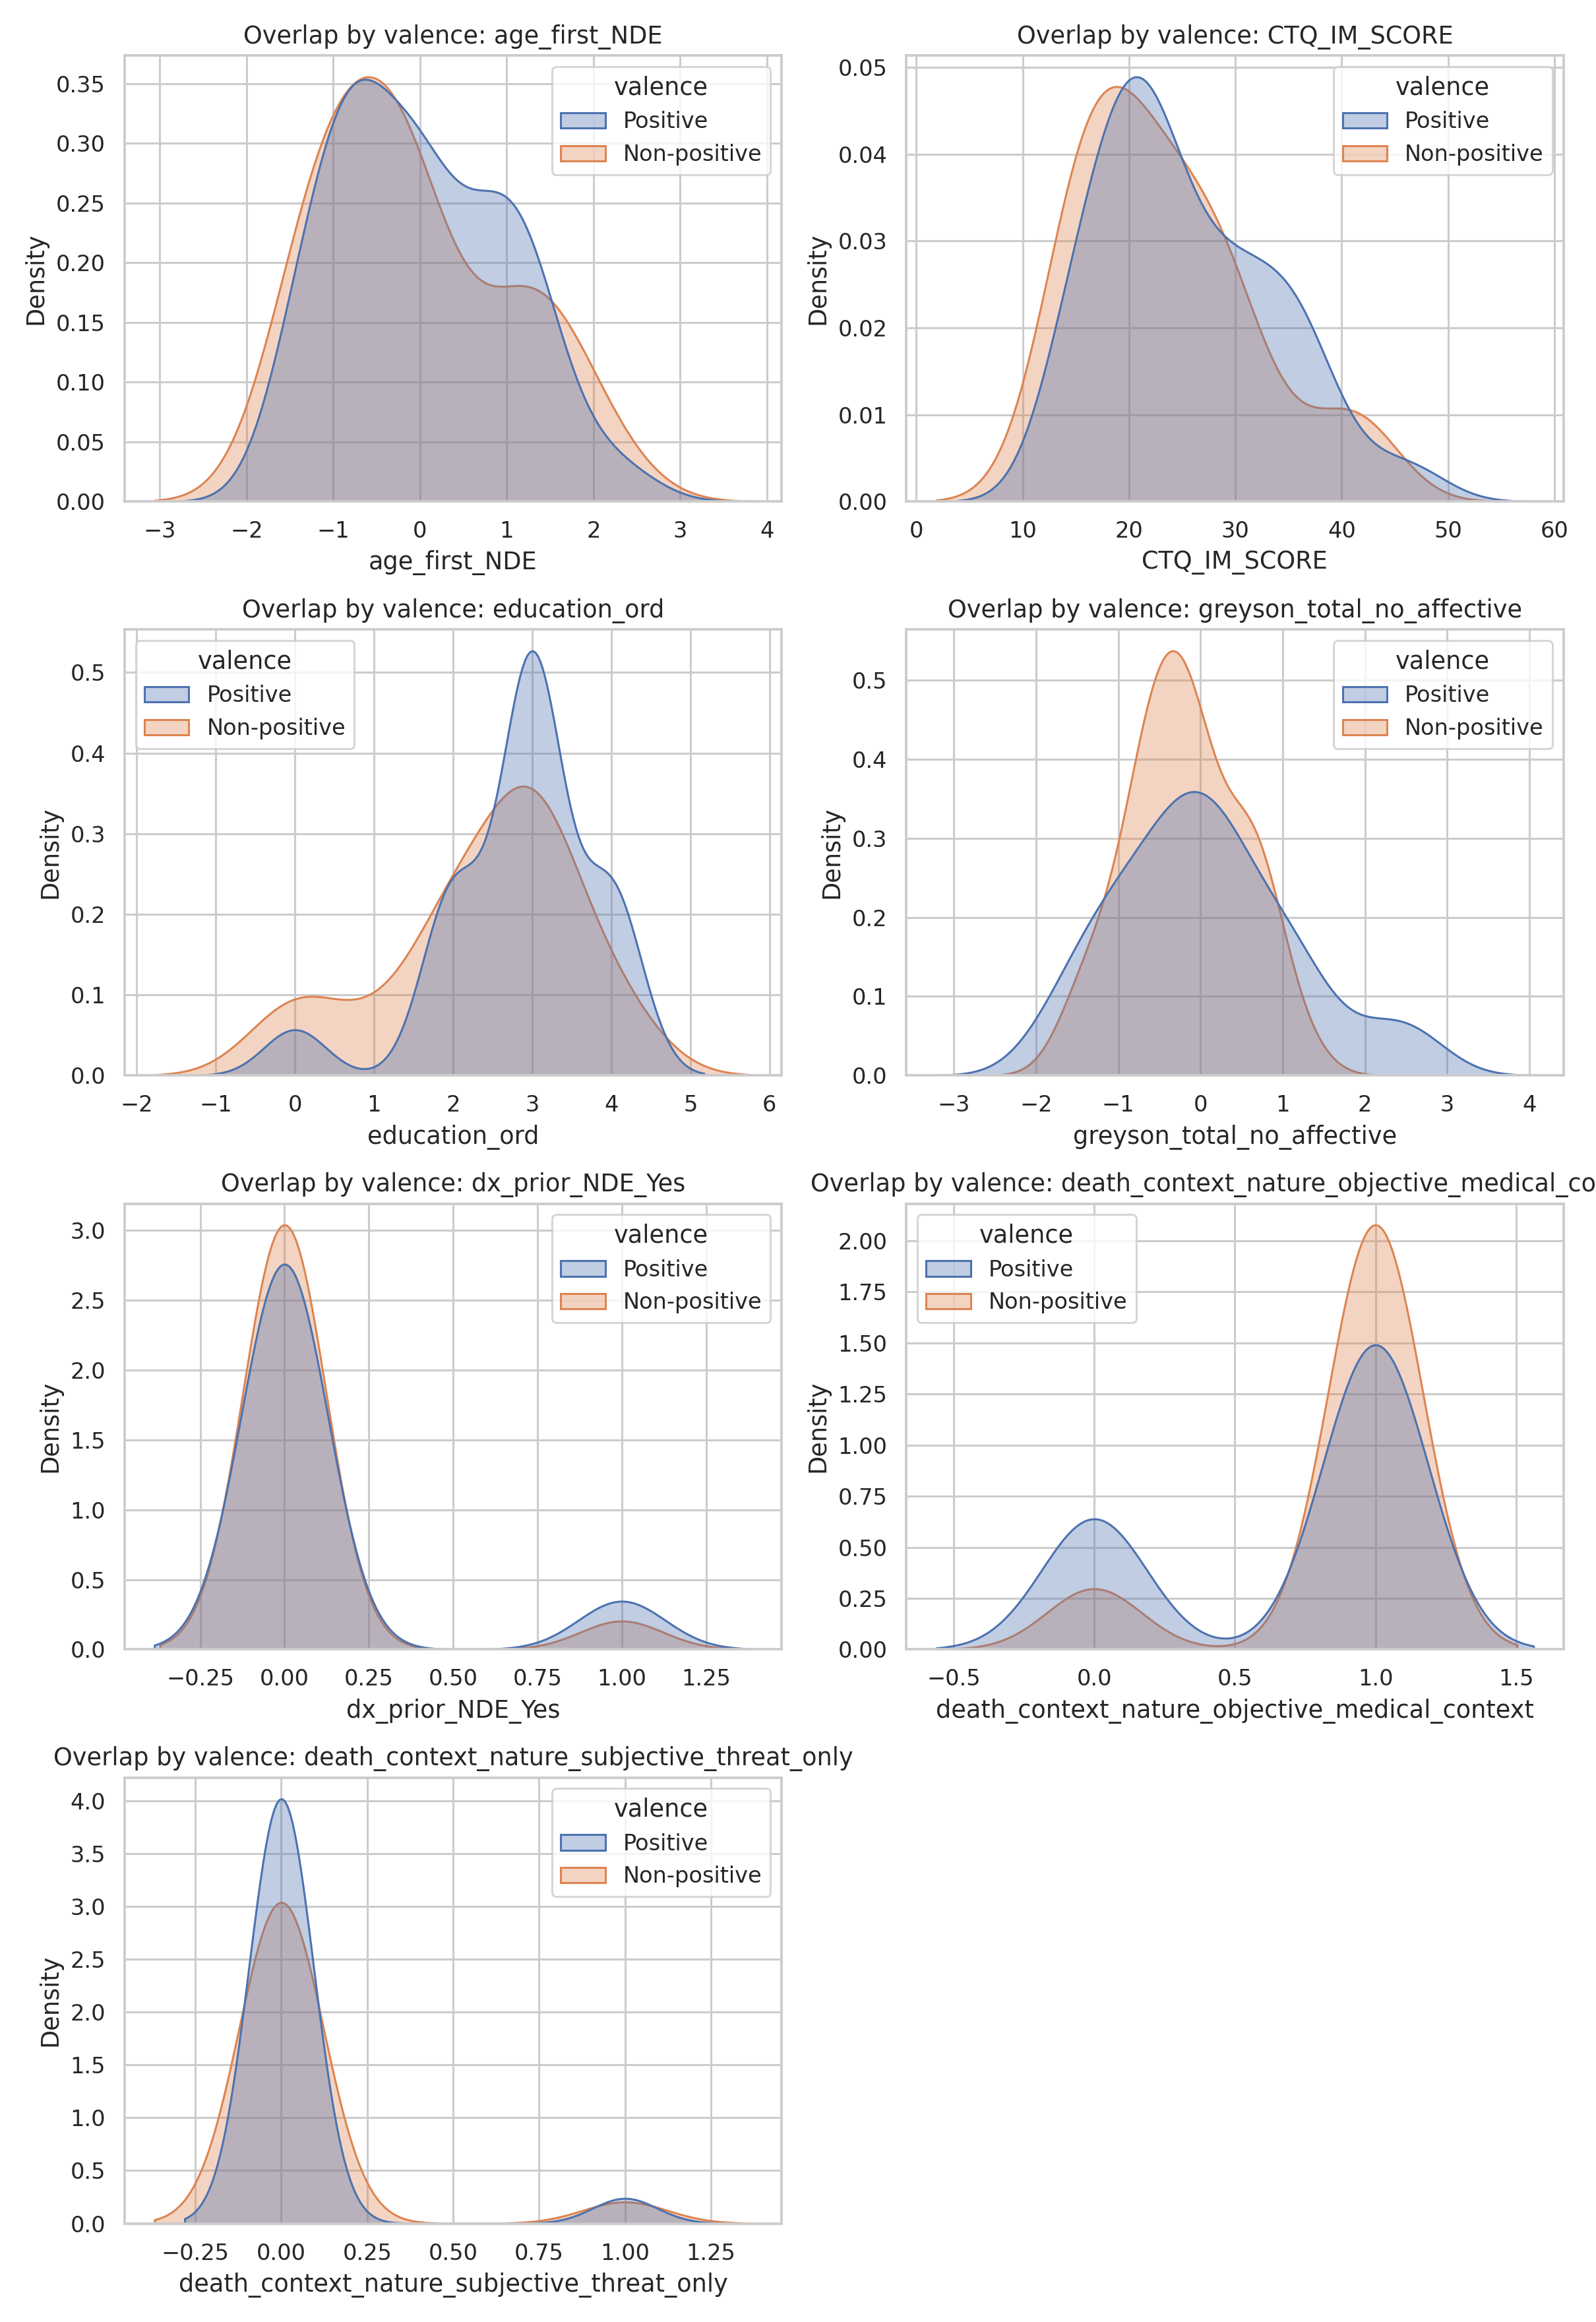 Overlap by valence: age_first_NDE
Density
0.35
0.30
0.25
0.20
0.15
0.10
0.05
0.00
valence
Positive
Non-positive
−3 −2 −1 0 1 2 3 4
age_first_NDE
Overlap by valence: CTQ_IM_SCORE
Density
0.05
0.04
0.03
0.02
0.01
0.00
valence
Positive
Non-positive
0 10 20 30 40 50 60
CTQ_IM_SCORE
Overlap by valence: education_ord
Density
0.5
0.4
0.3
0.2
0.1
0.0
valence
Positive
Non-positive
−2 −1 0 1 2 3 4 5 6
education_ord
Overlap by valence: greyson_total_no_affective
Density
0.5
0.4
0.3
0.2
0.1
0.0
valence
Positive
Non-positive
−3 −2 −1 0 1 2 3 4
greyson_total_no_affective
Overlap by valence: dx_prior_NDE_Yes
Density
3.0
2.5
2.0
1.5
1.0
0.5
0.0
valence
Positive
Non-positive
−0.25 0.00 0.25 0.50 0.75 1.00 1.25
dx_prior_NDE_Yes
Overlap by valence: death_context_nature_objective_medical_co
Density
2.00
1.75
1.50
1.25
1.00
0.75
0.50
0.25
0.00
valence
Positive
Non-positive
−0.5 0.0 0.5 1.0 1.5
death_context_nature_objective_medical_context
Overlap by valence: death_context_nature_subjective_threat_only
Density
4.0
3.5
3.0
2.5
2.0
1.5
1.0
0.5
0.0
valence
Positive
Non-positive
−0.25 0.00 0.25 0.50 0.75 1.00 1.25
death_context_nature_subjective_threat_only